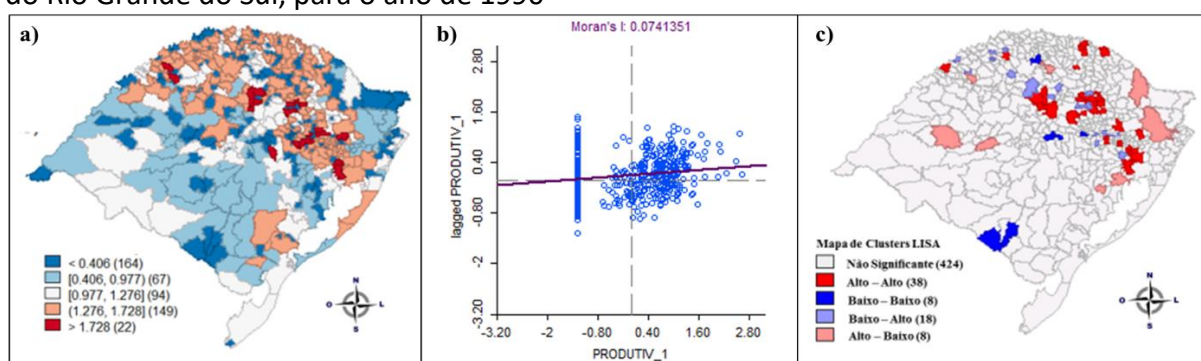 do Rio Grande do Sul, para o ano de 1996
a)
< 0.406 (164)
[0.406, 0.977) (67)
[0.977, 1.276] (94)
(1.276, 1.728] (149)
> 1.728 (22)
N
O L
S
b)
Moran's I: 0.0741351
lagged PRODUTIV_1
2.80
1.60
0.40
-0.80
-2
-3.20
-3.20 -2 -0.80 0.40 1.60 2.80
PRODUTIV_1
c)
Mapa de Clusters LISA
Não Significante (424)
Alto – Alto (38)
Baixo – Baixo (8)
Baixo – Alto (18)
Alto – Baixo (8)
N
O L
S